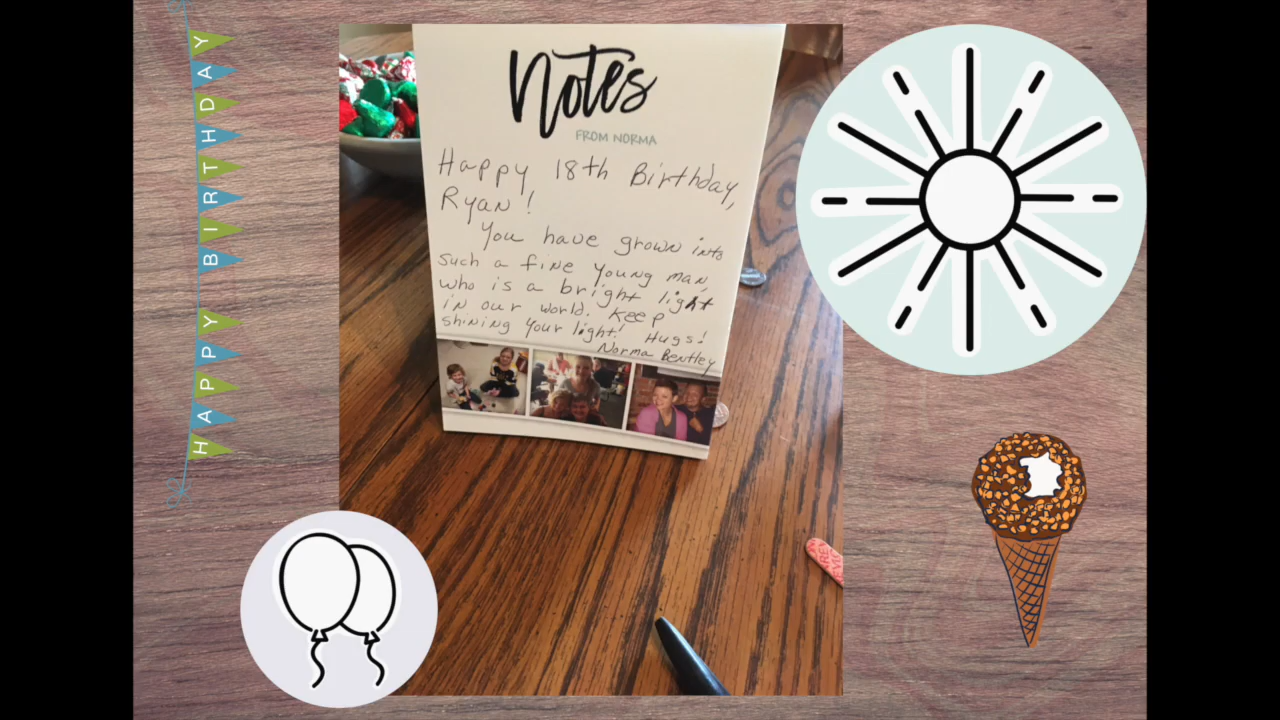 HAPPY BIRTHDAY
Notes
FROM NORMA
Happy 18th Birthday,
Ryan!
You have grown into
such a fine young man,
who is a bright light
in our world. Keep
shining your light! Hugs!
Norma Bentley